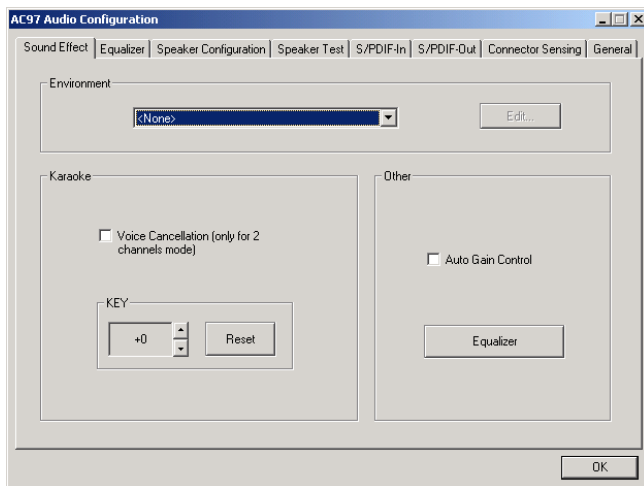 AC97 Audio Configuration
Sound Effect Equalizer Speaker Configuration Speaker Test S/PDIF-In S/PDIF-Out Connector Sensing General
Environment
<None>
Edit...
Karaoke
Voice Cancellation (only for 2
channels mode)
KEY
+0
Reset
Other
Auto Gain Control
Equalizer
OK